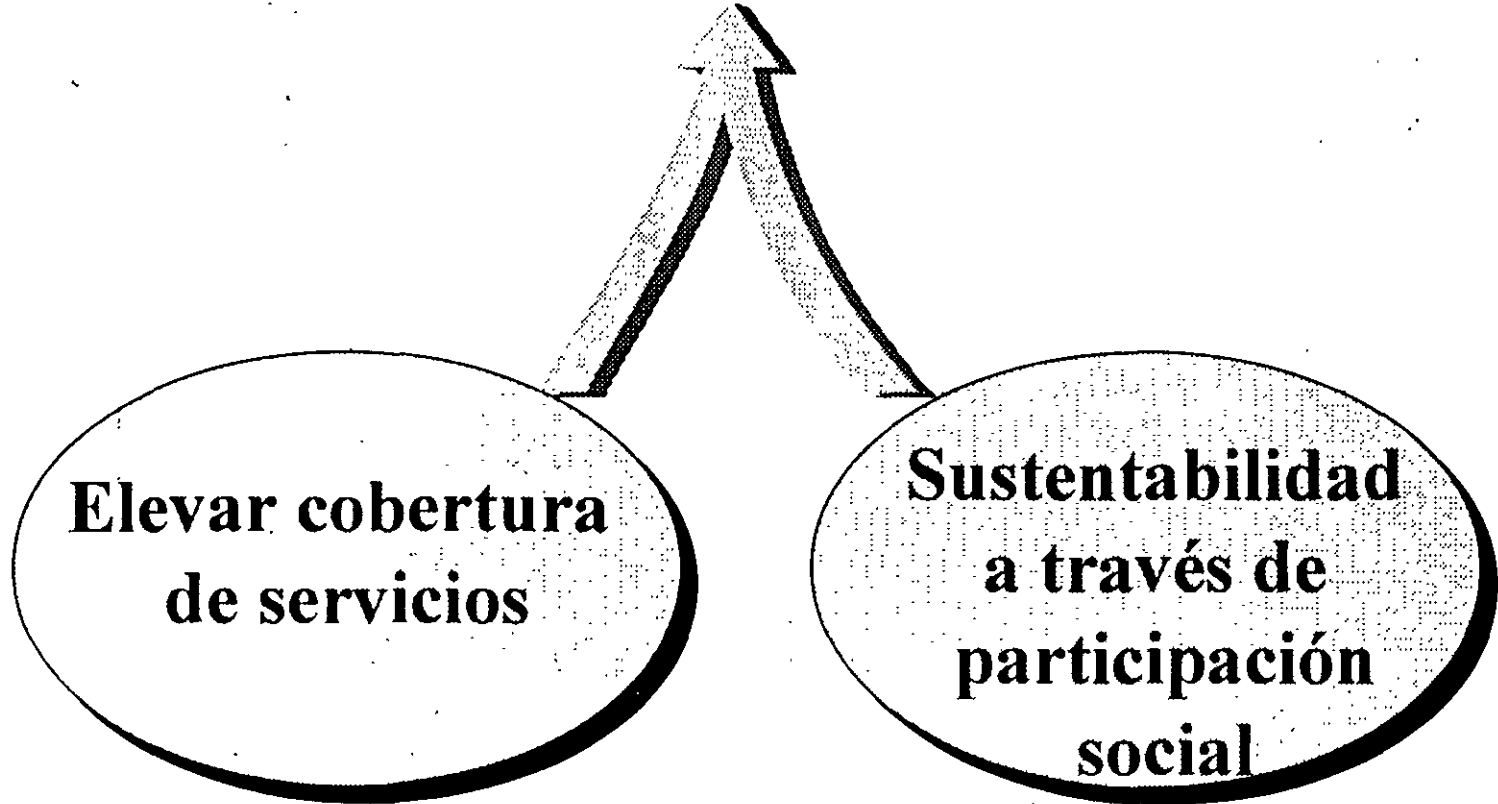 Elevar cobertura
de servicios
Sustentabilidad
a través de
participación
social